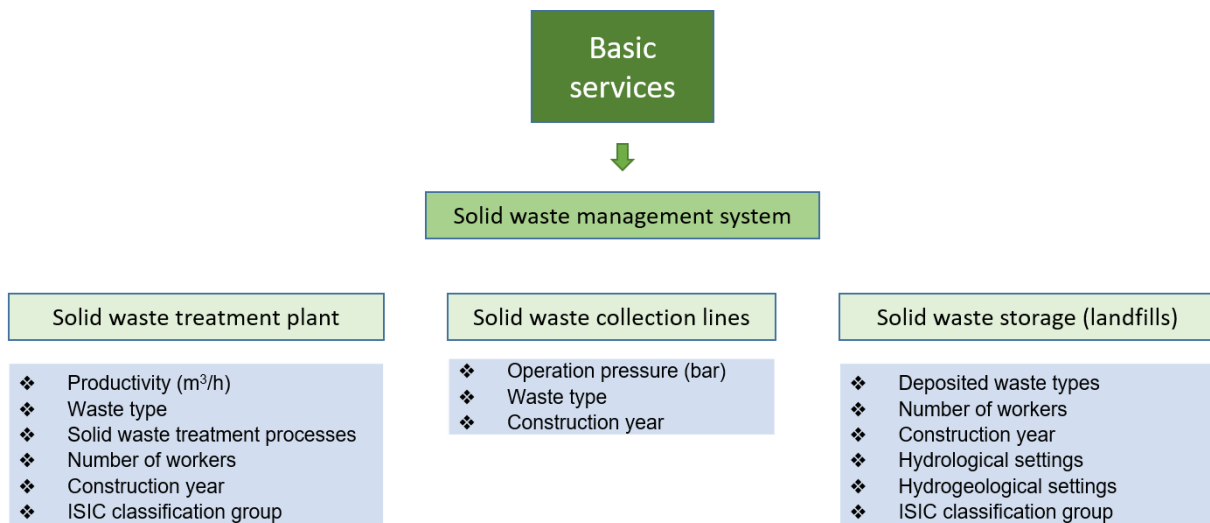 Basic
services
Solid waste management system
Solid waste treatment plant
❖ Productivity (m³/h)
❖ Waste type
❖ Solid waste treatment processes
❖ Number of workers
❖ Construction year
❖ ISIC classification group
Solid waste collection lines
❖ Operation pressure (bar)
❖ Waste type
❖ Construction year
Solid waste storage (landfills)
❖ Deposited waste types
❖ Number of workers
❖ Construction year
❖ Hydrological settings
❖ Hydrogeological settings
❖ ISIC classification group